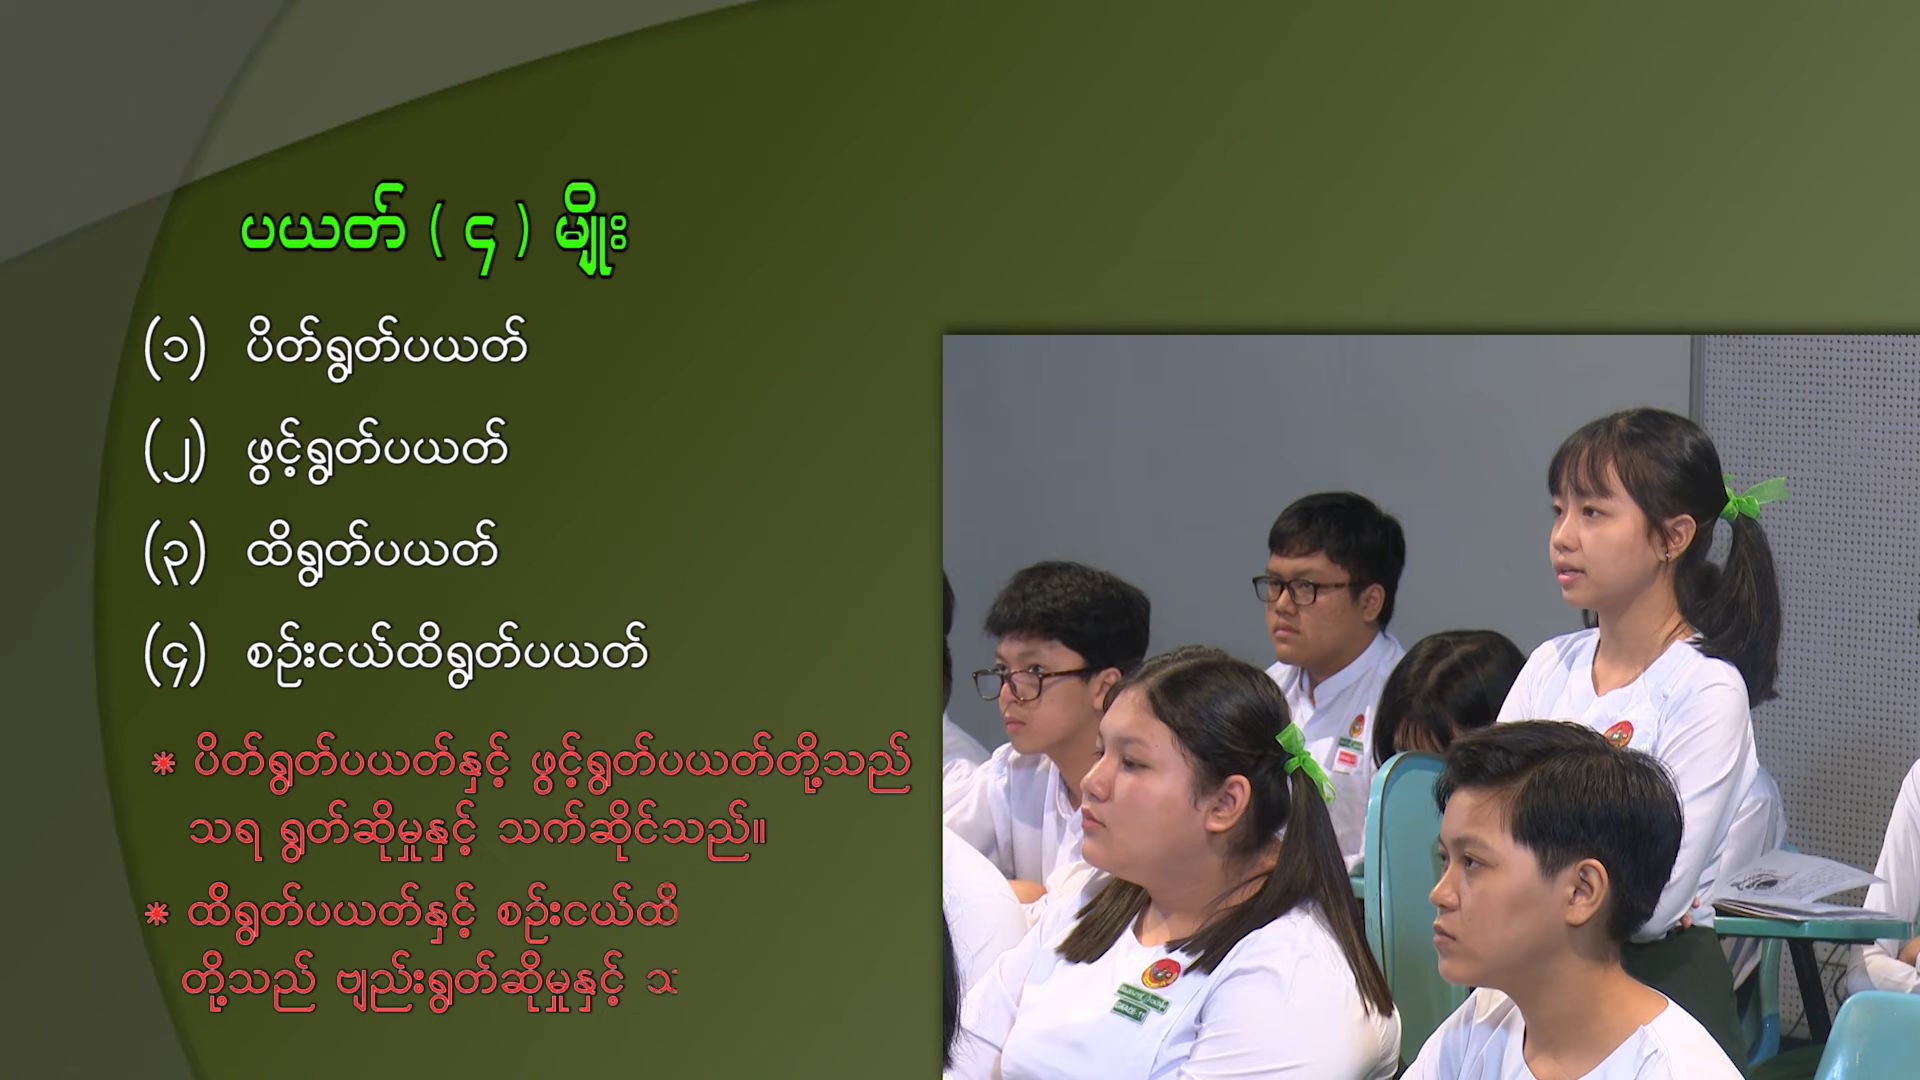 ပယတ် ( ၄ ) မျိုး
(၁) ပိတ်ရွတ်ပယတ်
(၂) ဖွင့်ရွတ်ပယတ်
(၃) ထိရွတ်ပယတ်
(၄) စဉ်းငယ်ထိရွတ်ပယတ်
* ပိတ်ရွတ်ပယတ်နှင့် ဖွင့်ရွတ်ပယတ်တို့သည်
သရ ရွတ်ဆိုမှုနှင့် သက်ဆိုင်သည်။
* ထိရွတ်ပယတ်နှင့် စဉ်းငယ်ထိ
တို့သည် ဗျည်းရွတ်ဆိုမှုနှင့်
GRADE-11